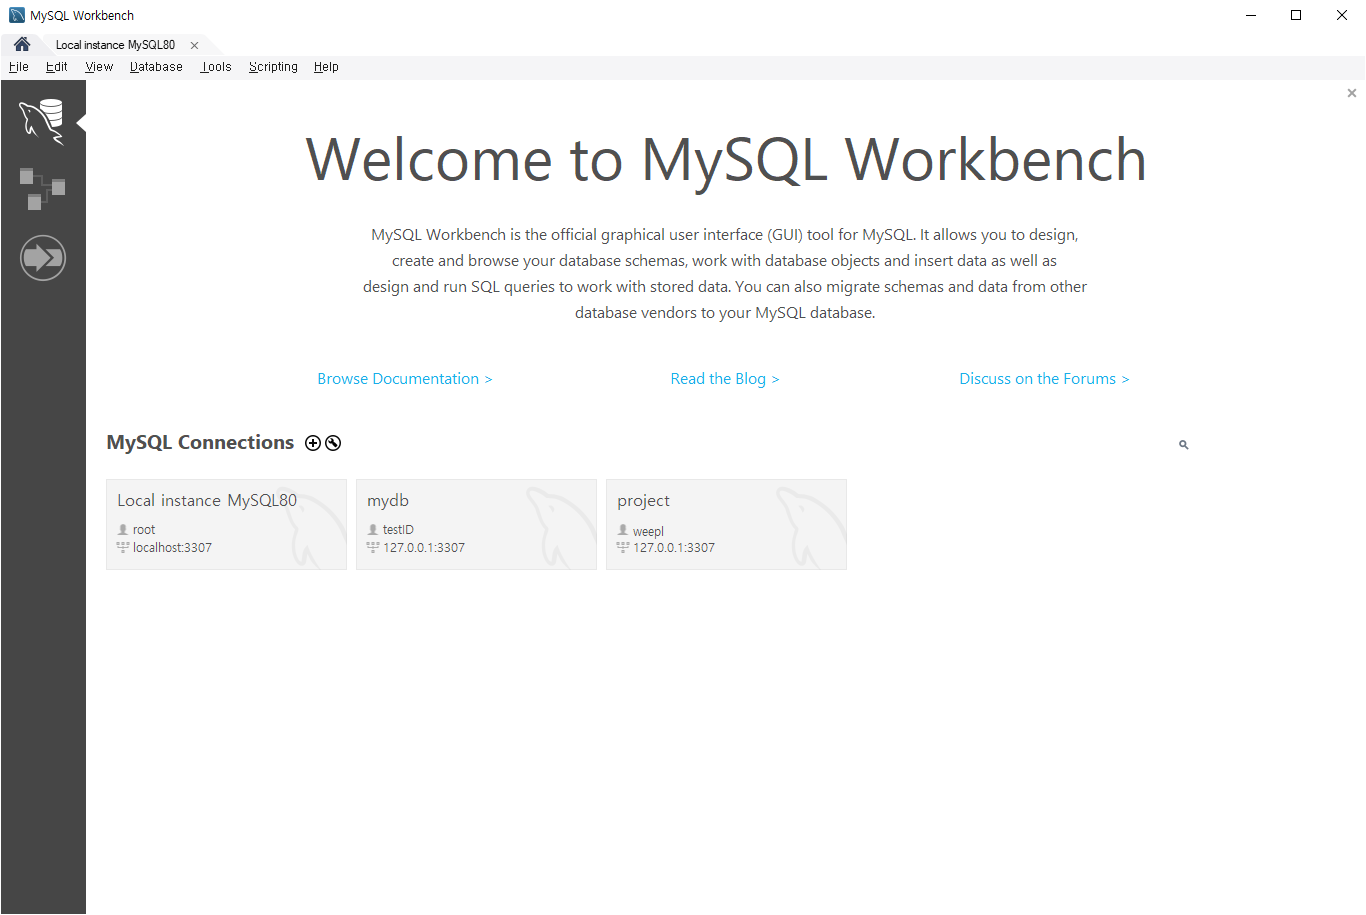 MySQL Workbench
Local instance MySQL80
File Edit View Database Tools Scripting Help
Welcome to MySQL Workbench
MySQL Workbench is the official graphical user interface (GUI) tool for MySQL. It allows you to design,
create and browse your database schemas, work with database objects and insert data as well as
design and run SQL queries to work with stored data. You can also migrate schemas and data from other
database vendors to your MySQL database.
Browse Documentation > Read the Blog > Discuss on the Forums >
MySQL Connections
Local instance MySQL80
root
localhost:3307
mydb
testID
127.0.0.1:3307
project
weepl
127.0.0.1:3307